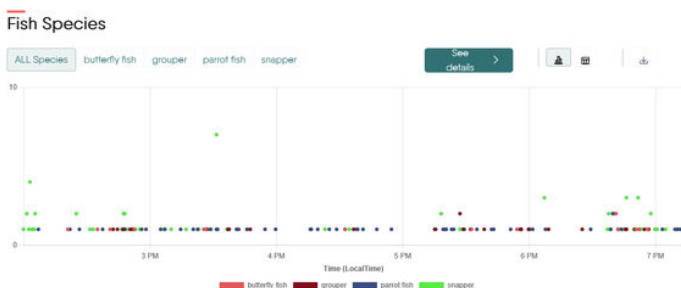 Fish Species
ALL Species butterfly fish grouper parrot fish snapper
See details
10
0
3 PM 4 PM 5 PM 6 PM 7 PM
Time (LocalTime)
butterfly fish grouper parrot fish snapper